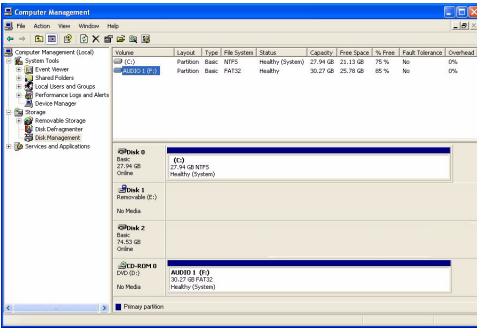 Computer Management
File Action View Window Help
Computer Management (Local)
System Tools
Event Viewer
Shared Folders
Local Users and Groups
Performance Logs and Alerts
Device Manager
Storage
Removable Storage
Disk Defragmenter
Disk Management
Services and Applications
Volume Layout Type File System Status Capacity Free Space % Free Fault Tolerance Overhead
(C:) Partition Basic NTFS Healthy (System) 27.94 GB 21.13 GB 75 % No 0%
AUDIO 1 (F:) Partition Basic FAT32 Healthy 30.27 GB 25.78 GB 85 % No 0%
Disk 0
Basic
27.94 GB
Online
(C:)
27.94 GB NTFS
Healthy (System)
Disk 1
Removable (E:)
No Media
Disk 2
Basic
74.53 GB
Online
CD-ROM 0
DVD (D:)
No Media
AUDIO 1 (F:)
30.27 GB FAT32
Healthy (System)
Primary partition